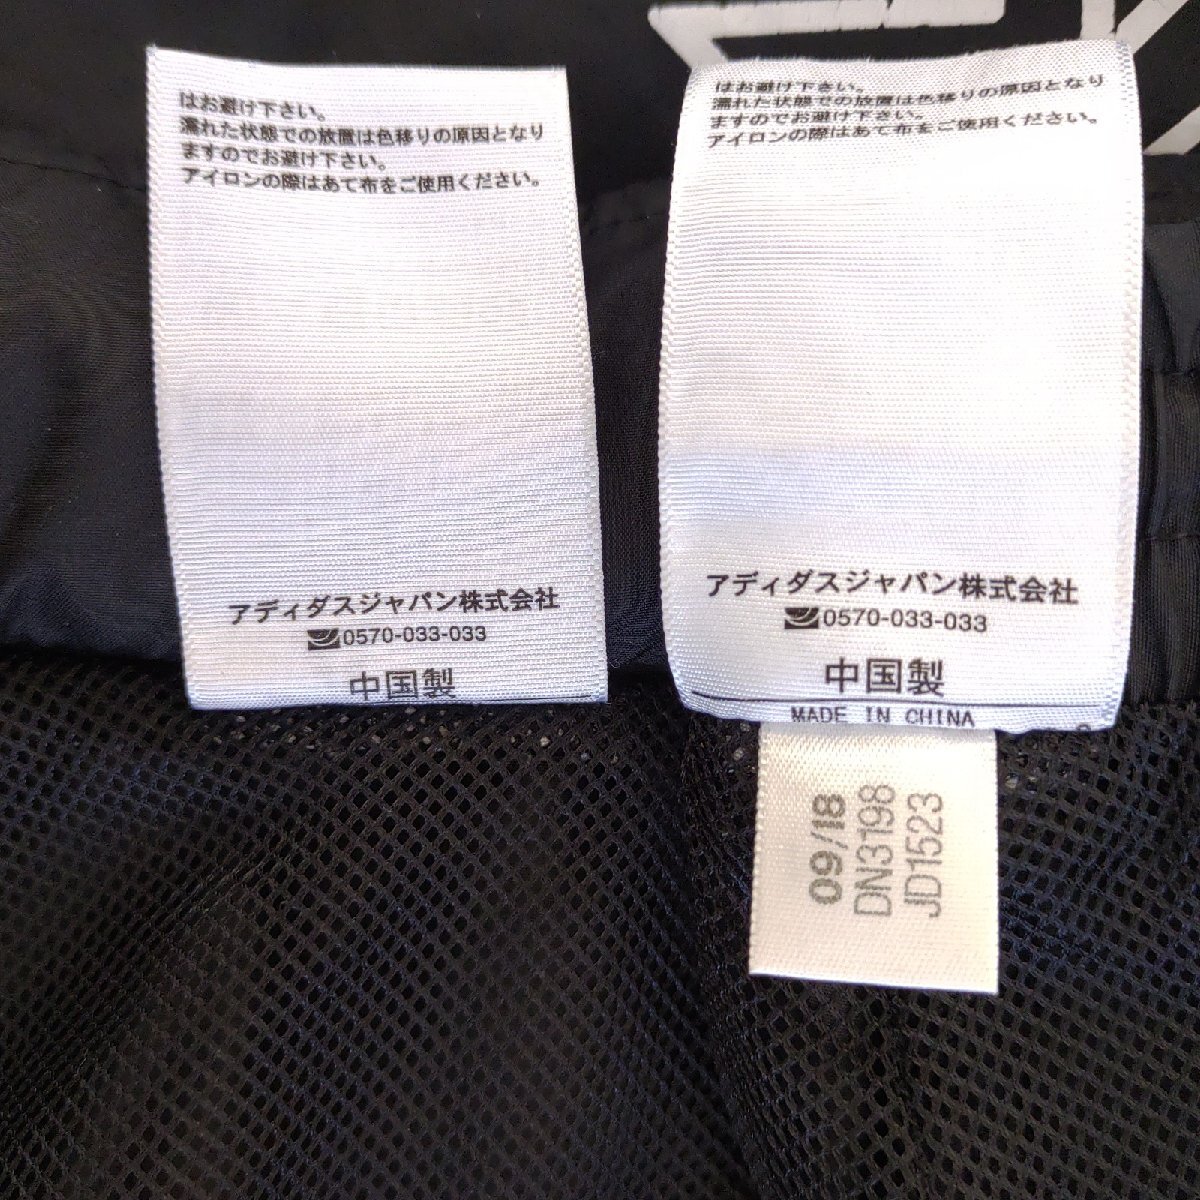 はお避け下さい。
濡れた状態での放置は色移りの原因となり
ますのでお避け下さい。
アイロンの際はあて布をご使用ください。
アディダスジャパン株式会社
0570-033-033
中国製
はお避け下さい。
濡れた状態での放置は色移りの原因となり
ますのでお避け下さい。
アイロンの際はあて布をご使用ください。
アディダスジャパン株式会社
0570-033-033
中国製
MADE IN CHINA
09/18
DN3198
JD1523